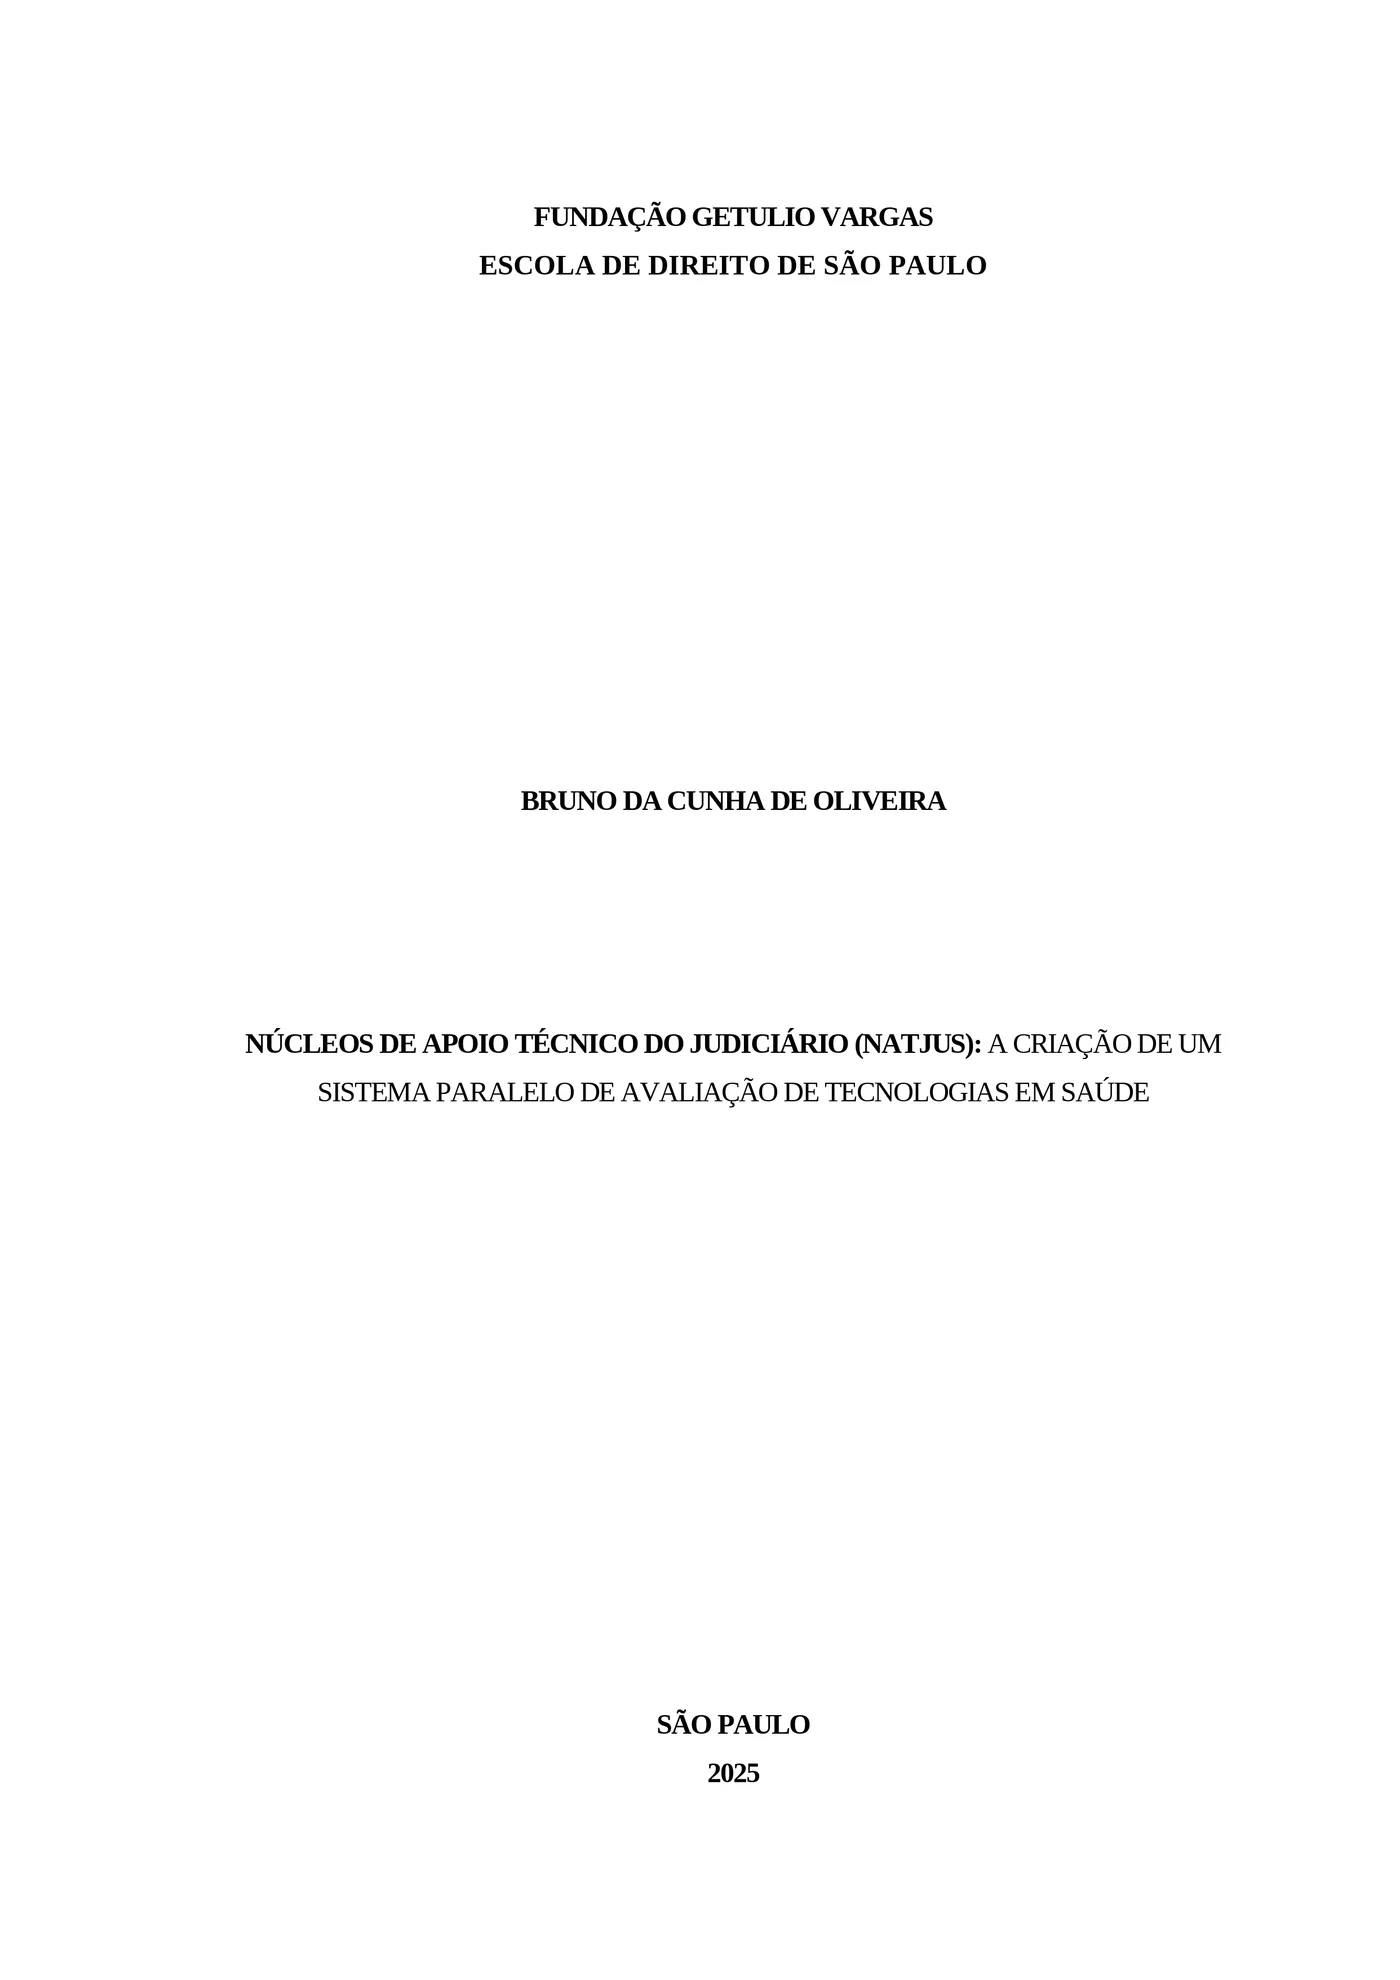 FUNDAÇÃO GETULIO VARGAS
ESCOLA DE DIREITO DE SÃO PAULO
BRUNO DA CUNHA DE OLIVEIRA
NÚCLEOS DE APOIO TÉCNICO DO JUDICIÁRIO (NATJUS): A CRIAÇÃO DE UM
SISTEMA PARALELO DE AVALIAÇÃO DE TECNOLOGIAS EM SAÚDE
SÃO PAULO
2025